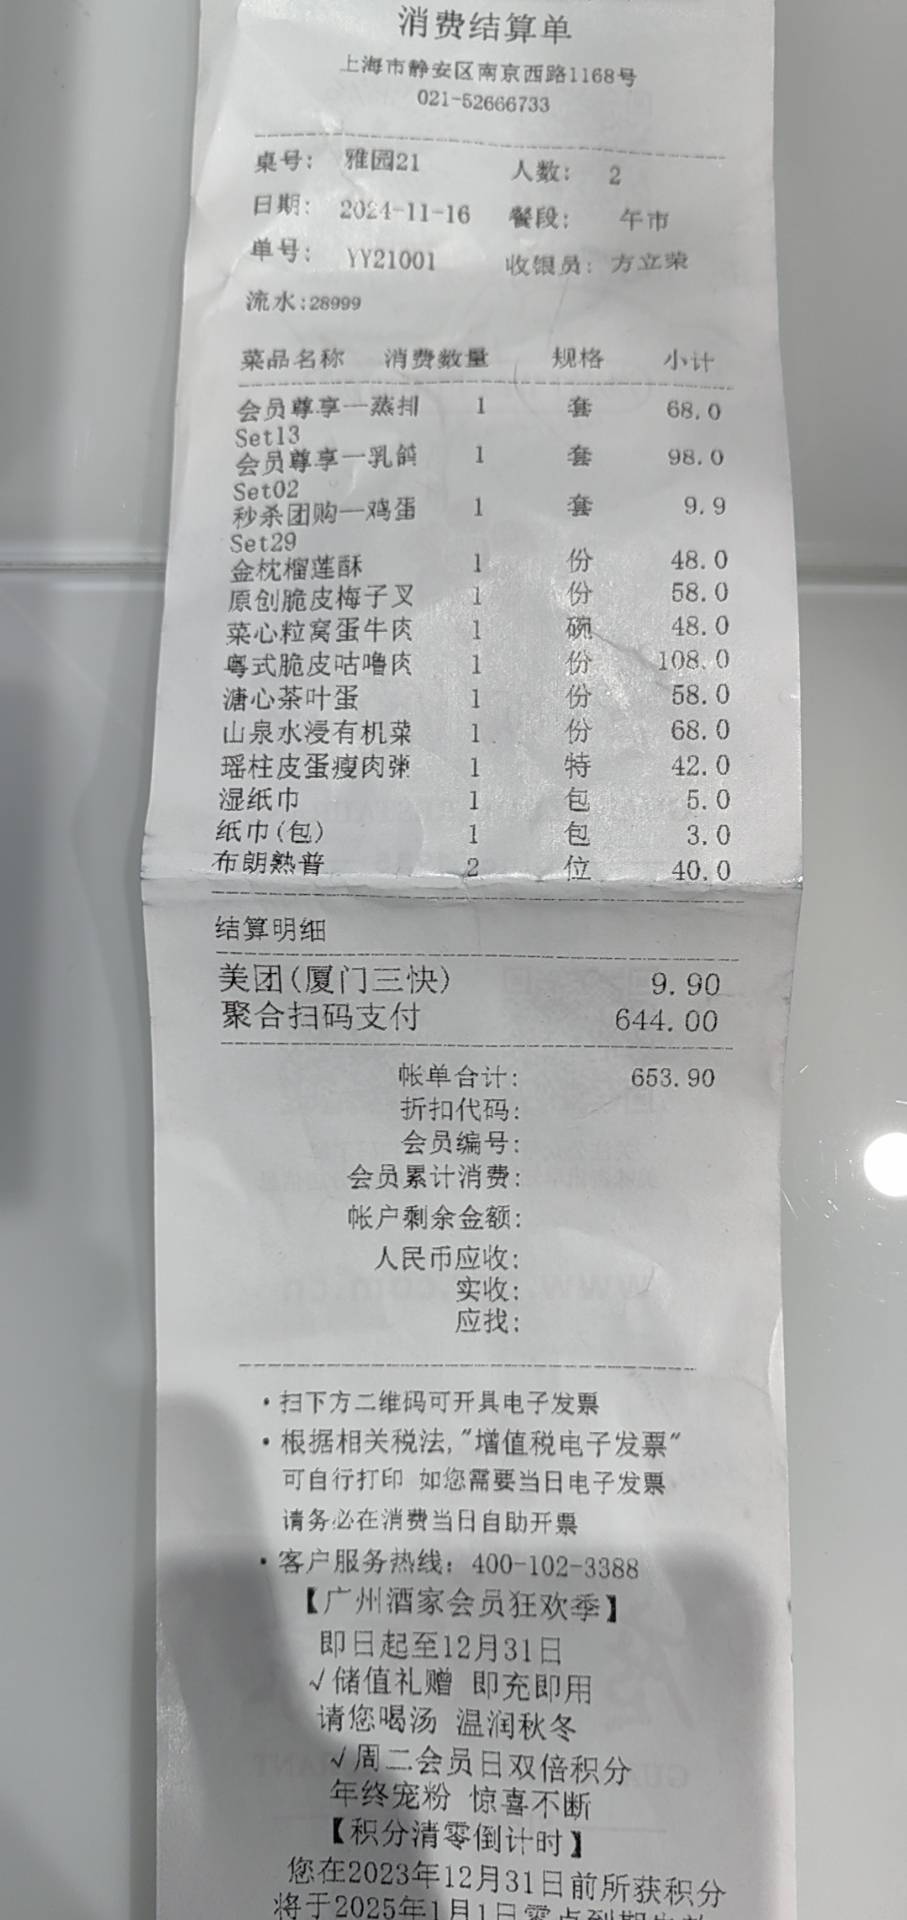 消费结算单
上海市静安区南京西路1168号
021-52666733
桌号: 雅园21 人数: 2
日期: 2024-11-16 餐段: 午市
单号: YY21001 收银员: 方立荣
流水:28999
菜品名称 消费数量 规格 小计
会员尊享一蒸排 1 套 68.0
Set13
会员尊享一乳鸽 1 套 98.0
Set02
秒杀团购一鸡蛋 1 套 9.9
Set29
金枕榴莲酥 1 份 48.0
原创脆皮梅子叉 1 份 58.0
菜心粒窝蛋牛肉 1 碗 48.0
粤式脆皮咕噜肉 1 份 108.0
溏心茶叶蛋 1 份 58.0
山泉水浸有机菜 1 份 68.0
瑶柱皮蛋瘦肉粥 1 特 42.0
湿纸巾 1 包 5.0
纸巾(包) 1 包 3.0
布朗熟普 2 位 40.0
结算明细
美团(厦门三快) 9.90
聚合扫码支付 644.00
帐单合计: 653.90
折扣代码:
会员编号:
会员累计消费:
帐户剩余金额:
人民币应收:
实收:
应找:
·扫下方二维码可开具电子发票
·根据相关税法,"增值税电子发票"
可自行打印 如您需要当日电子发票
请务必在消费当日自助开票
·客户服务热线: 400-102-3388
【广州酒家会员狂欢季】
即日起至12月31日
√储值礼赠 即充即用
请您喝汤 温润秋冬
√周二会员日双倍积分
年终宠粉 惊喜不断
【积分清零倒计时】
您在2023年12月31日前所获积分
将于2025年1月1日零点到期